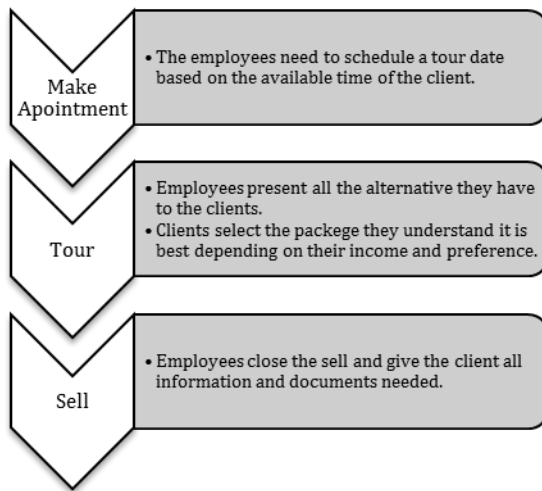 Make
Apointment
• The employees need to schedule a tour date
based on the available time of the client.
Tour
• Employees present all the alternative they have
to the clients.
• Clients select the packege they understand it is
best depending on their income and preference.
Sell
• Employees close the sell and give the client all
information and documents needed.